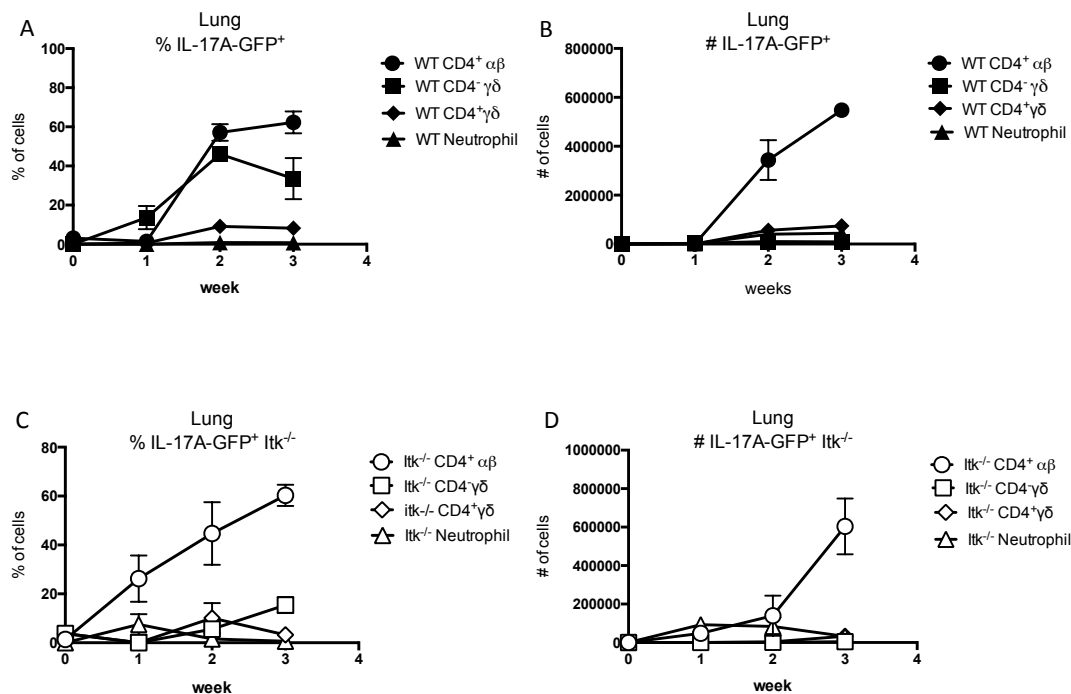 A
Lung
% IL-17A-GFP⁺
100
80
60
40
20
0
% of cells
0 1 2 3 4
week
WT CD4⁺ αβ
WT CD4⁻ γδ
WT CD4⁺γδ
WT Neutrophil
B
Lung
# IL-17A-GFP⁺
800000
600000
400000
200000
0
# of cells
0 1 2 3 4
weeks
WT CD4⁺ αβ
WT CD4⁻ γδ
WT CD4⁺γδ
WT Neutrophil
C
Lung
% IL-17A-GFP⁺ Itk⁻/⁻
80
60
40
20
0
% of cells
0 1 2 3 4
week
Itk⁻/⁻ CD4⁺ αβ
Itk⁻/⁻ CD4⁻γδ
itk-/- CD4⁺γδ
Itk⁻/⁻ Neutrophil
D
Lung
# IL-17A-GFP⁺ Itk⁻/⁻
1000000
800000
600000
400000
200000
0
# of cells
0 1 2 3 4
week
Itk⁻/⁻ CD4⁺ αβ
Itk⁻/⁻ CD4⁻γδ
Itk⁻/⁻ CD4⁺γδ
Itk⁻/⁻ Neutrophil